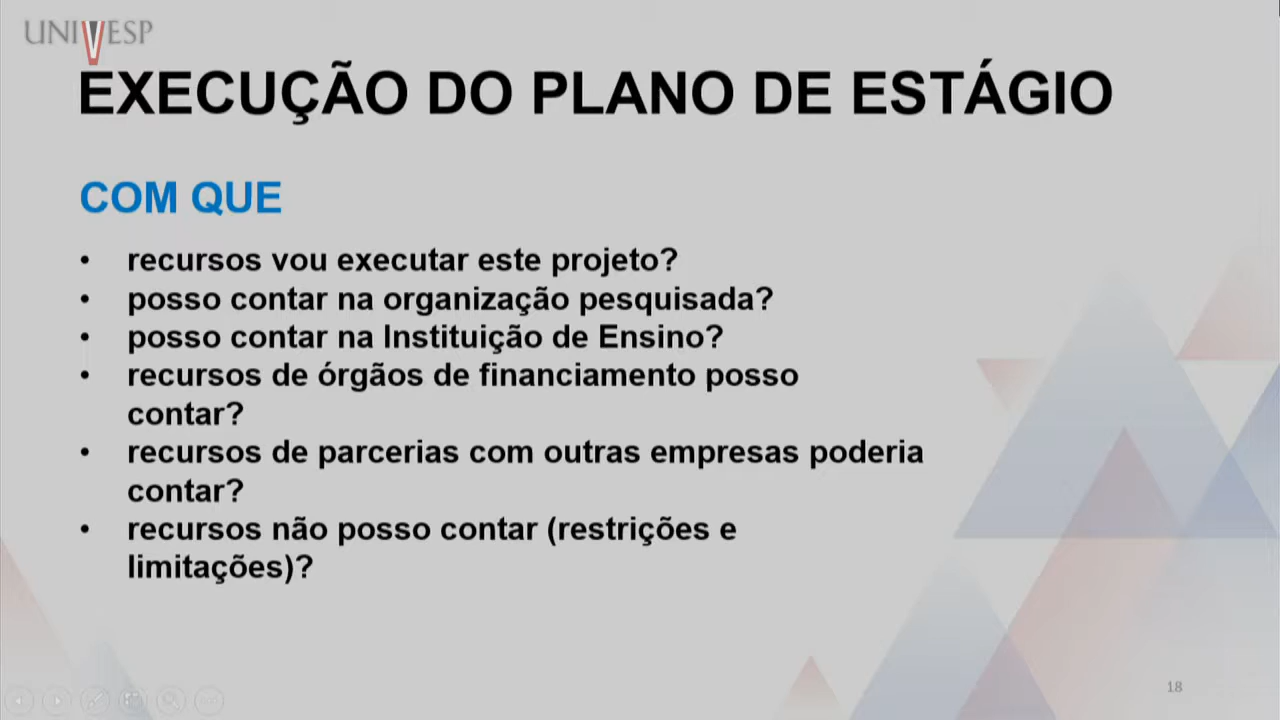 UNIVESP
EXECUÇÃO DO PLANO DE ESTÁGIO
COM QUE
• recursos vou executar este projeto?
• posso contar na organização pesquisada?
• posso contar na Instituição de Ensino?
• recursos de órgãos de financiamento posso
contar?
• recursos de parcerias com outras empresas poderia
contar?
• recursos não posso contar (restrições e
limitações)?
18